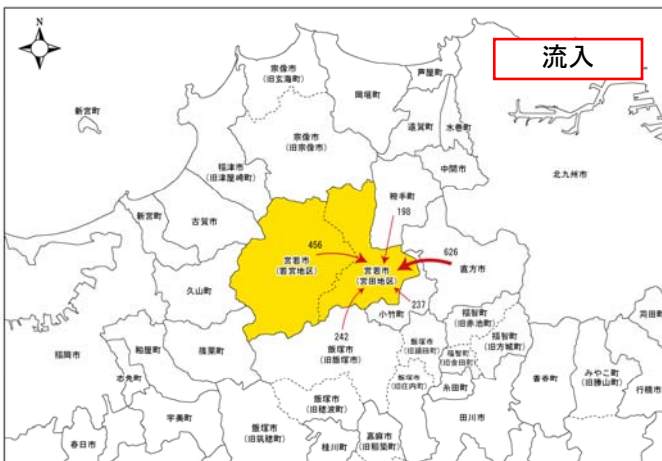 N
流入
宗像市
(旧玄海町)
芦屋町
岡垣町
新宮町
遠賀町
水巻町
宗像市
(旧宗像市)
中間市
北九州市
福津市
(旧津屋崎町)
鞍手町
198
新宮町
古賀市
456
626
宮若市
(若宮地区)
宮若市
(宮田地区)
直方市
久山町
237
小竹町
福智町
(旧赤池町)
苅田町
242
飯塚市
(旧頴田町)
福智町
(旧方城町)
福岡市
粕屋町
篠栗町
飯塚市
(旧飯塚市)
福智町
(旧金田町)
志免町
飯塚市
(旧庄内町)
糸田町
香春町
みやこ町
(旧勝山町)
行橋市
宇美町
飯塚市
(旧穂波町)
田川市
春日市
飯塚市
(旧筑穂町)
桂川町
嘉麻市
(旧稲築町)